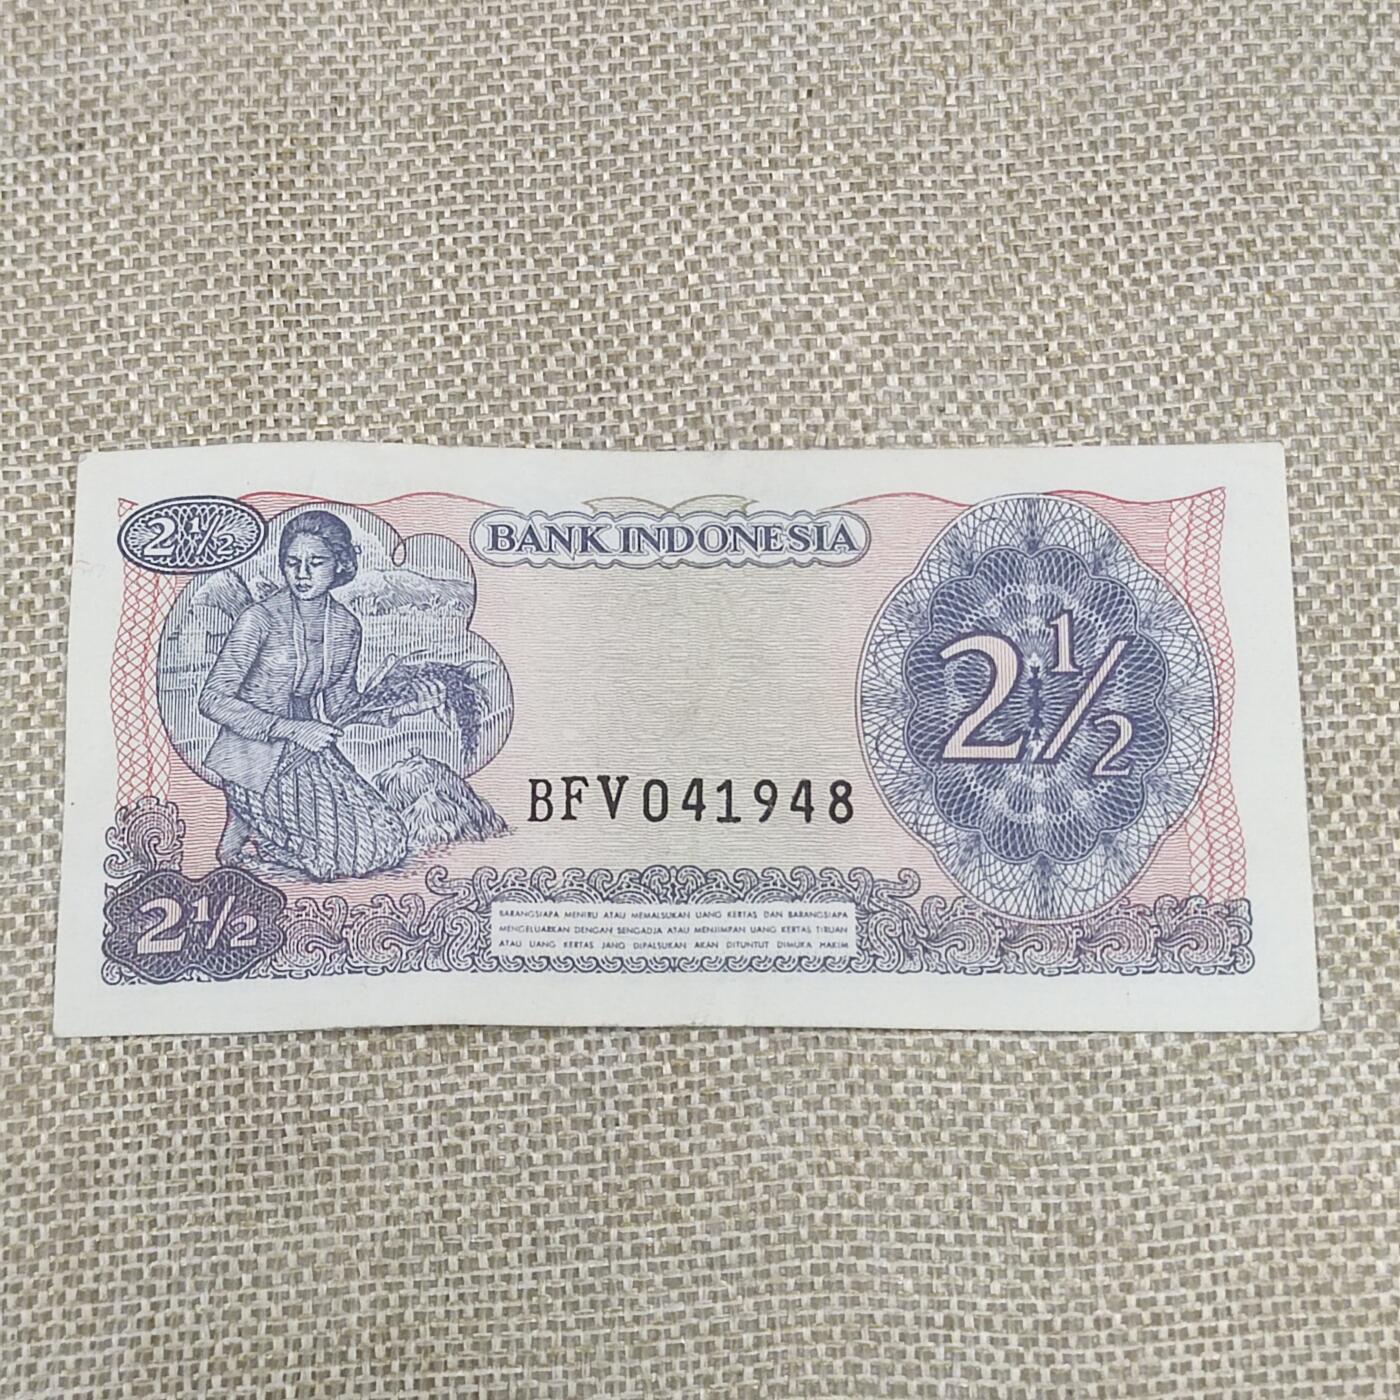 2½
BANK INDONESIA
2½
BFV041948
2½
BARANGSIAPA MENIRU ATAU MEMALSUKAN UANG KERTAS DAN BARANGSIAPA
MENGELUARKAN DENGAN SENGADJA ATAU MENJIMPAN UANG KERTAS TIRUAN
ATAU UANG KERTAS JANG DIPALSUKAN AKAN DITUNTUT DIMUKA HAKIM